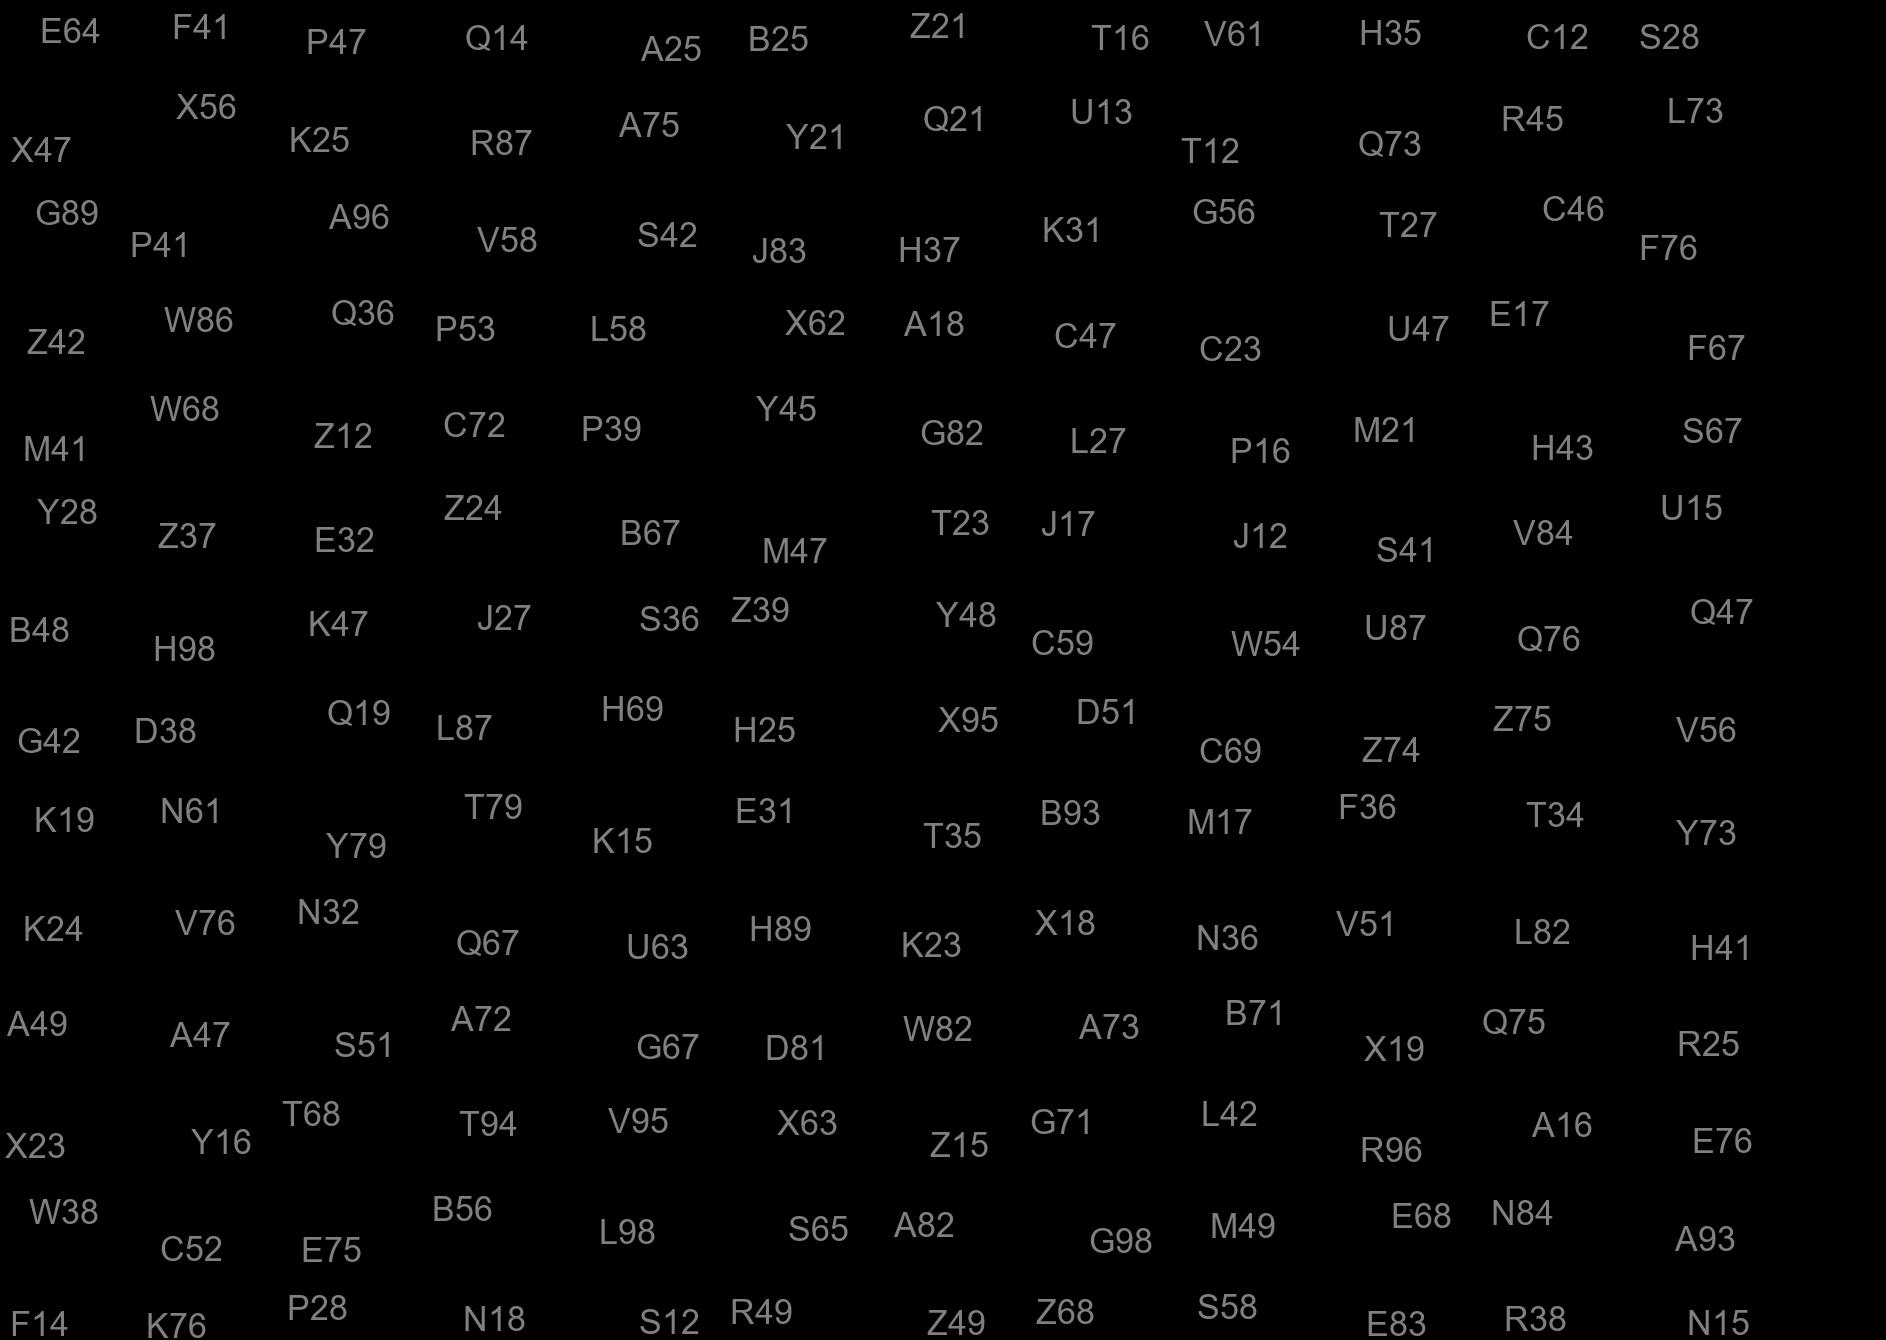 E64 F41 P47 Q14 A25 B25 Z21 T16 V61 H35 C12 S28
X47 X56 K25 R87 A75 Y21 Q21 U13 T12 Q73 R45 L73
G89 P41 A96 V58 S42 J83 H37 K31 G56 T27 C46 F76
Z42 W86 Q36 P53 L58 X62 A18 C47 C23 U47 E17 F67
M41 W68 Z12 C72 P39 Y45 G82 L27 P16 M21 H43 S67
Y28 Z37 E32 Z24 B67 M47 T23 J17 J12 S41 V84 U15
B48 H98 K47 J27 S36 Z39 Y48 C59 W54 U87 Q76 Q47
G42 D38 Q19 L87 H69 H25 X95 D51 C69 Z74 Z75 V56
K19 N61 Y79 T79 K15 E31 T35 B93 M17 F36 T34 Y73
K24 V76 N32 Q67 U63 H89 K23 X18 N36 V51 L82 H41
A49 A47 S51 A72 G67 D81 W82 A73 B71 X19 Q75 R25
X23 Y16 T68 T94 V95 X63 Z15 G71 L42 R96 A16 E76
W38 C52 E75 B56 L98 S65 A82 G98 M49 E68 N84 A93
F14 K76 P28 N18 S12 R49 Z49 Z68 S58 E83 R38 N15